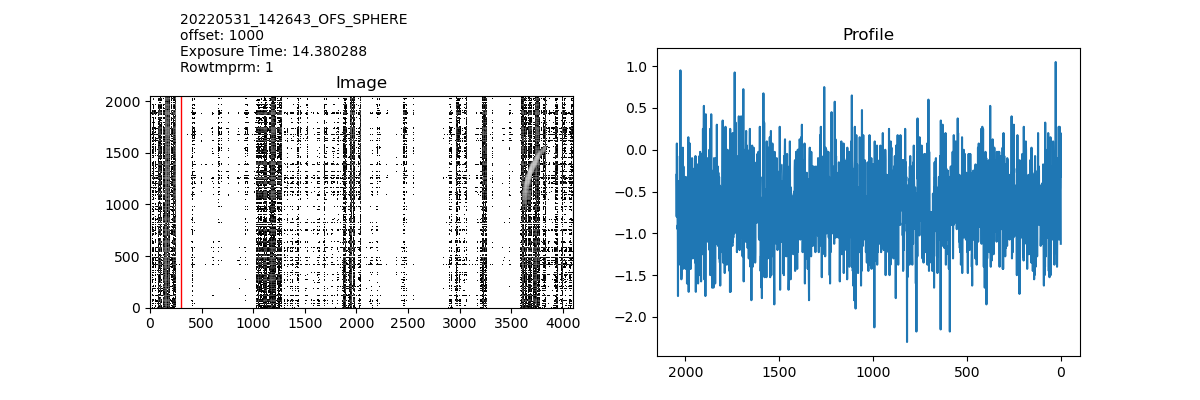 20220531_142643_OFS_SPHERE
offset: 1000
Exposure Time: 14.380288
Rowtmprm: 1
Image
2000
1500
1000
500
0
0 500 1000 1500 2000 2500 3000 3500 4000
Profile
1.0
0.5
0.0
−0.5
−1.0
−1.5
−2.0
2000 1500 1000 500 0